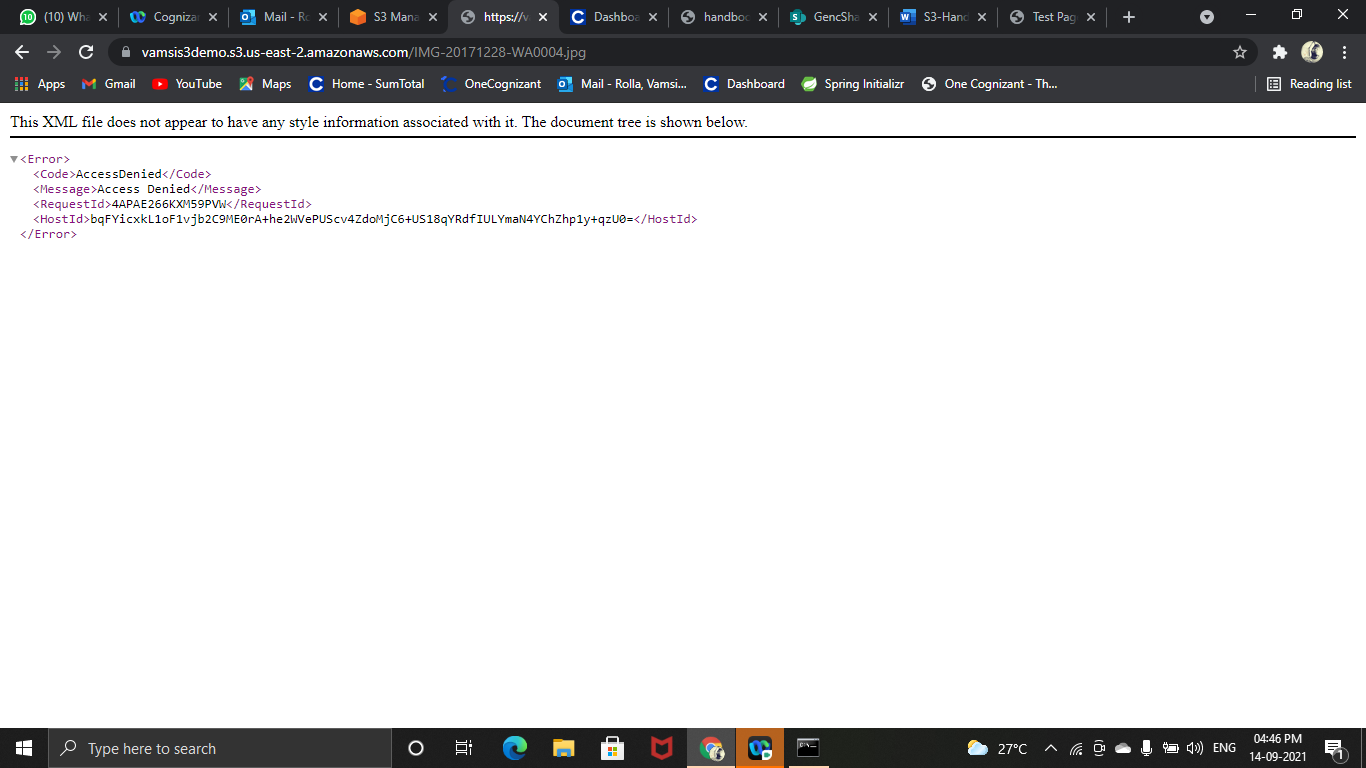 (10) Wha
Cogniza
Mail - Ro
S3 Mana
https://v
Dashboa
handboo
GencSha
S3-Hand
Test Pag
vamsis3demo.s3.us-east-2.amazonaws.com/IMG-20171228-WA0004.jpg
Apps
Gmail
YouTube
Maps
Home - SumTotal
OneCognizant
Mail - Rolla, Vamsi...
Dashboard
Spring Initializr
One Cognizant - Th...
Reading list
This XML file does not appear to have any style information associated with it. The document tree is shown below.
<Error>
<Code>AccessDenied</Code>
<Message>Access Denied</Message>
<RequestId>4APAE266KXM59PVW</RequestId>
<HostId>bqFYicxkL1oF1vjb2C9ME0rA+he2WVePUScv4ZdoMjC6+US18qYRdfIULYmaN4YChZhp1y+qzU0=</HostId>
</Error>
Type here to search
27°C
ENG
04:46 PM
14-09-2021
1